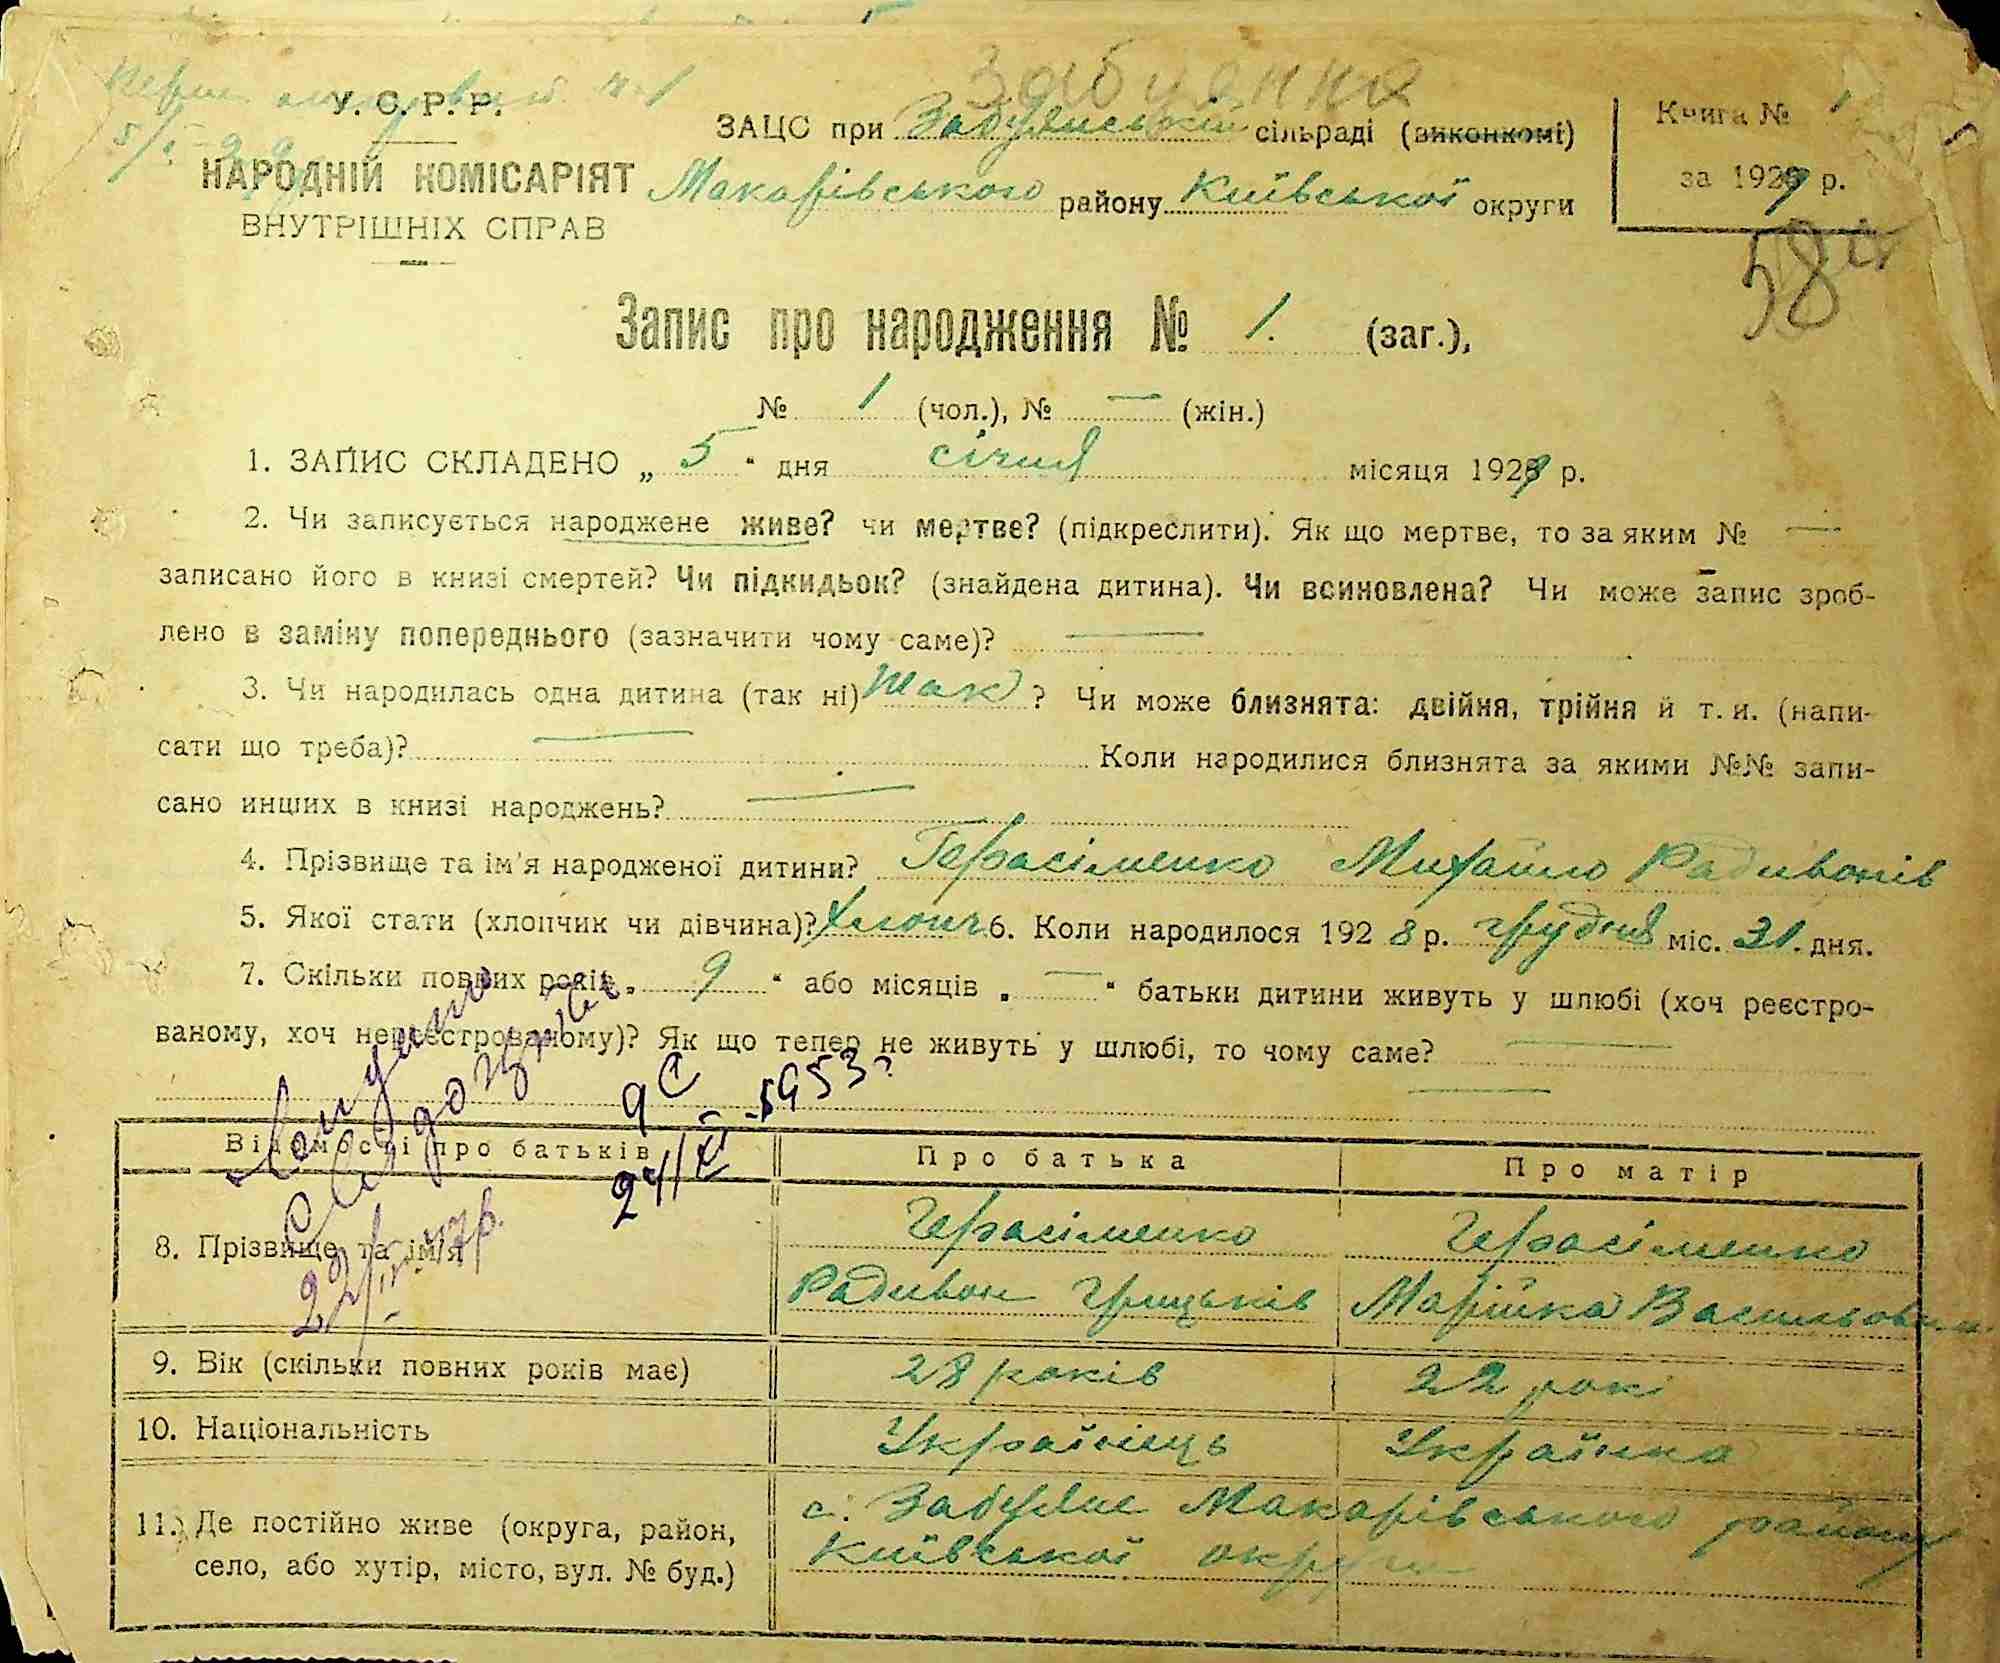 Забуянне
У. С. Р. Р.
НАРОДНІЙ КОМІСАРІЯТ
ВНУТРІШНІХ СПРАВ
ЗАЦС при Забуянській сільраді (виконкомі)
Макарівського району Київської округи
Книга № 1
за 1929 р.
58
Запис про народження № 1. (заг.),
№ 1 (чол.), № — (жін.)
1. ЗАПИС СКЛАДЕНО „ 5 “ дня січня місяця 1929 р.
2. Чи записується народжене живе? чи мертве? (підкреслити). Як що мертве, то за яким № —
записано його в книзі смертей? Чи підкидьок? (знайдена дитина). Чи всиновлена? Чи може запис зроб-
лено в заміну попереднього (зазначити чому саме)? —
3. Чи народилась одна дитина (так ні) так ? Чи може близнята: двійня, трійня й т. и. (напи-
сати що треба)? — Коли народилися близнята за якими №№ запи-
сано инших в книзі народжень? —
4. Прізвище та ім'я народженої дитини? Герасіменко Михайло Радивонів
5. Якої стати (хлопчик чи дівчина)? Хлопч. 6. Коли народилося 1928 р. грудня міс. 31. дня.
7. Скільки повних років „ 9 “ або місяців „ — “ батьки дитини живуть у шлюбі (хоч реєстро-
ваному, хоч нереєстрованому)? Як що тепер не живуть у шлюбі, то чому саме? —
24/XI-1953 г
Відомості про батьків Про батька Про матір
8. Прізвище та ім'я Герасіменко Герасіменко
Радивон Грицьків Марійка Васильовна
9. Вік (скільки повних років має) 28 років 22 рокі
10. Національність Українець Українка
11. Де постійно живе (округа, район, с. Забуяне Макарівського району
село, або хутір, місто, вул. № буд.) Київської округи